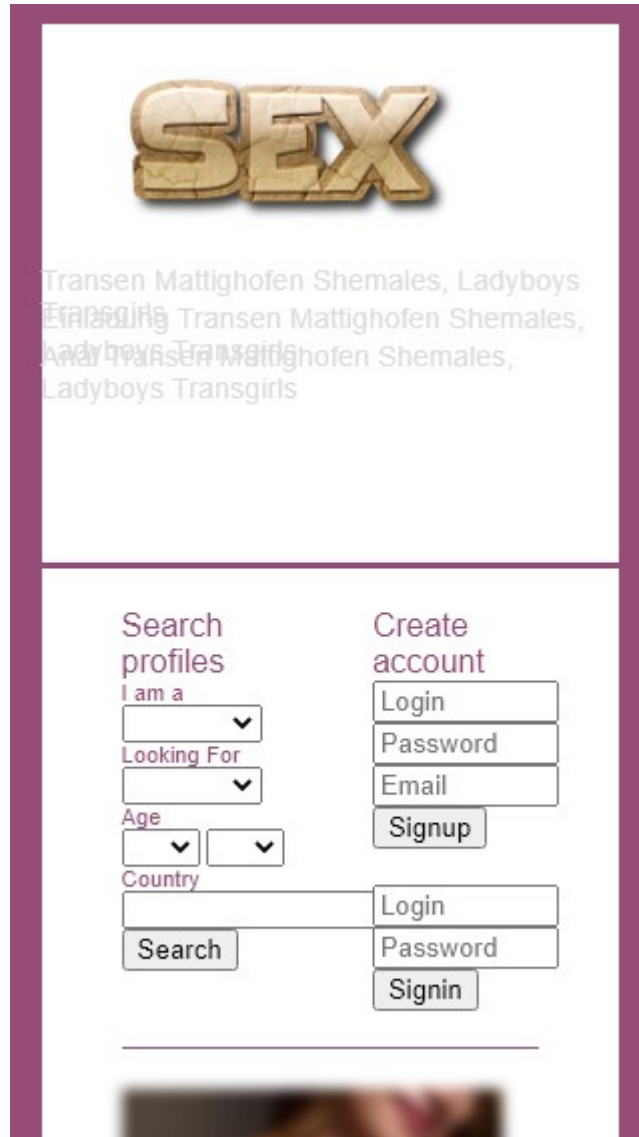 SEX
Transen Mattighofen Shemales, Ladyboys
Transgirls
Einladung Transen Mattighofen Shemales,
Ladyboys Transgirls
Anal Transen Mattighofen Shemales,
Ladyboys Transgirls
Search
profiles
I am a
Looking For
Age
Country
Search
Create
account
Login
Password
Email
Signup
Login
Password
Signin